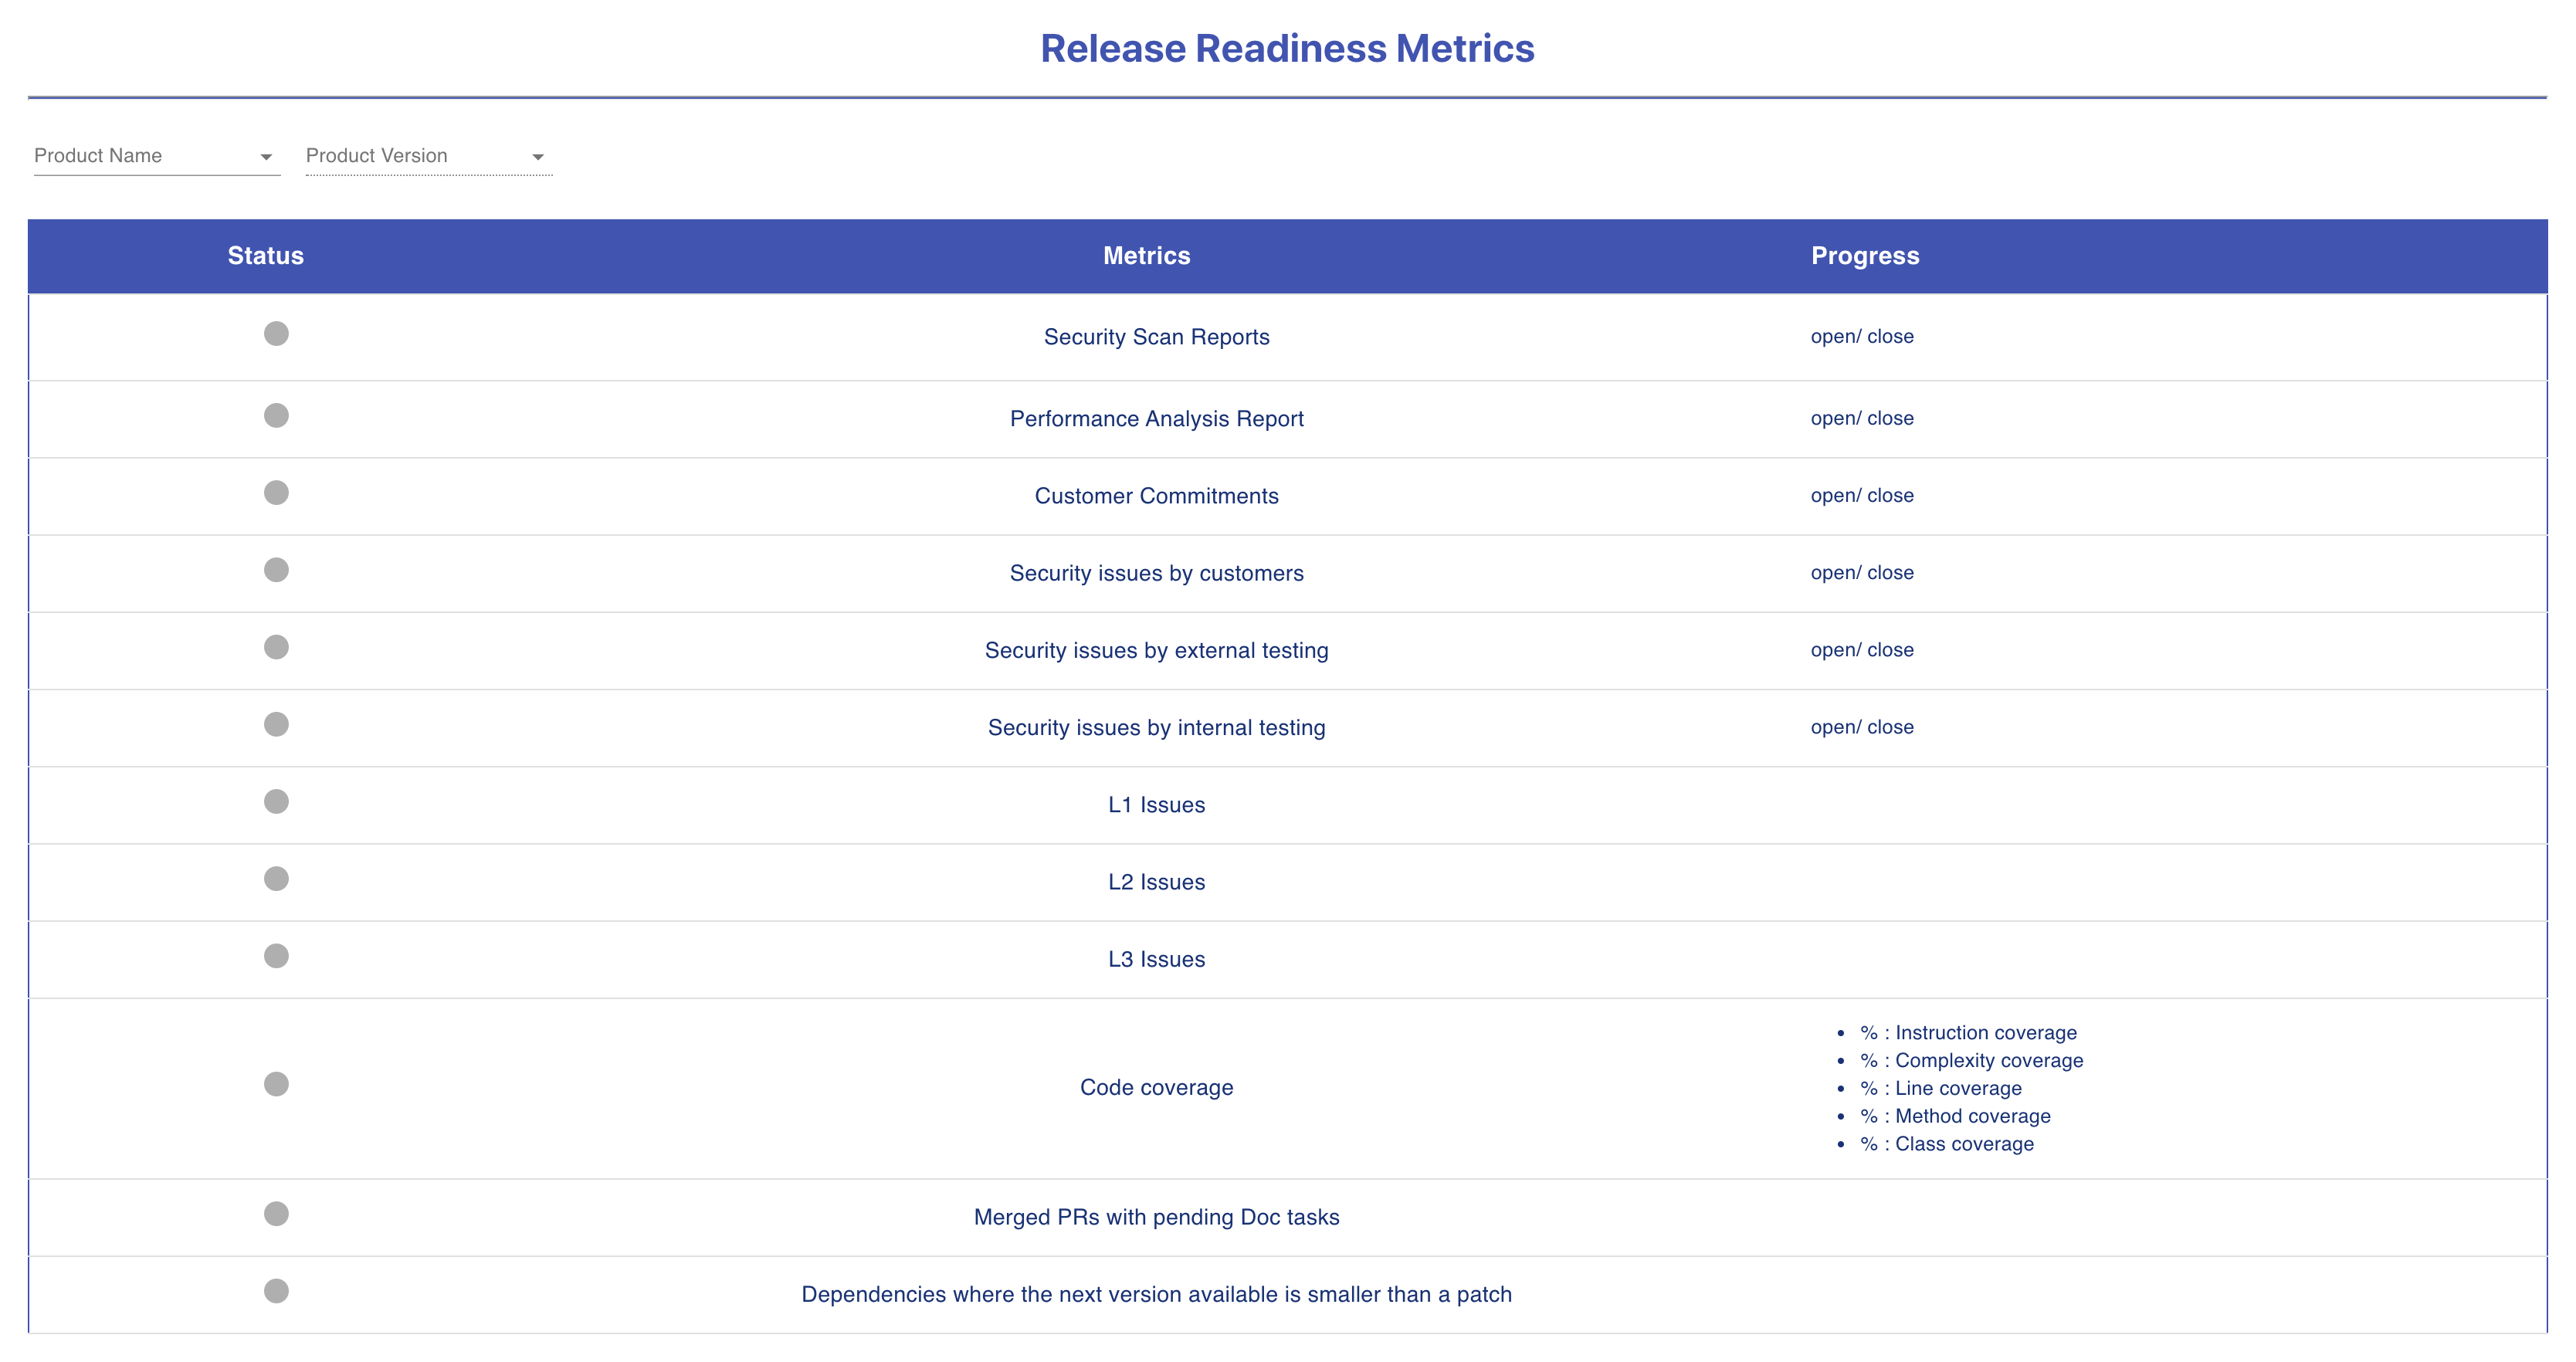 Release Readiness Metrics
Product Name Product Version
Status Metrics Progress
Security Scan Reports open/ close
Performance Analysis Report open/ close
Customer Commitments open/ close
Security issues by customers open/ close
Security issues by external testing open/ close
Security issues by internal testing open/ close
L1 Issues
L2 Issues
L3 Issues
Code coverage
• % : Instruction coverage
• % : Complexity coverage
• % : Line coverage
• % : Method coverage
• % : Class coverage
Merged PRs with pending Doc tasks
Dependencies where the next version available is smaller than a patch